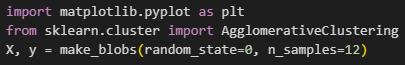 import matplotlib.pyplot as plt
from sklearn.cluster import AgglomerativeClustering
X, y = make_blobs(random_state=0, n_samples=12)